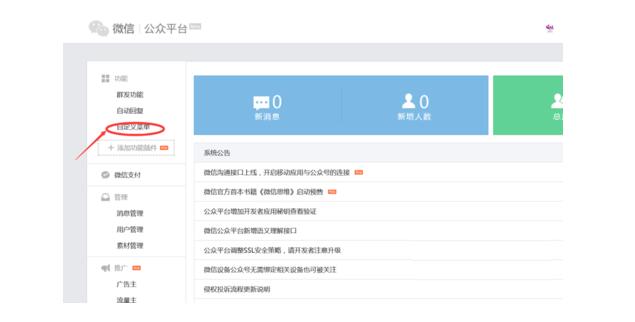 微信 | 公众平台
功能
群发功能
自动回复
自定义菜单
+ 添加功能插件
微信支付
管理
消息管理
用户管理
素材管理
推广
广告主
流量主
0
新消息
0
新增人数
系统公告
微信沟通接口上线，开启移动应用与公众号的连接
微信官方首本书籍《微信思维》启动预售
公众平台增加开发者应用秘钥查看验证
微信公众平台新增语义理解接口
公众平台调整SSL安全策略，请开发者注意升级
微信设备公众号无需绑定相关设备也可被关注
侵权投诉流程更新说明